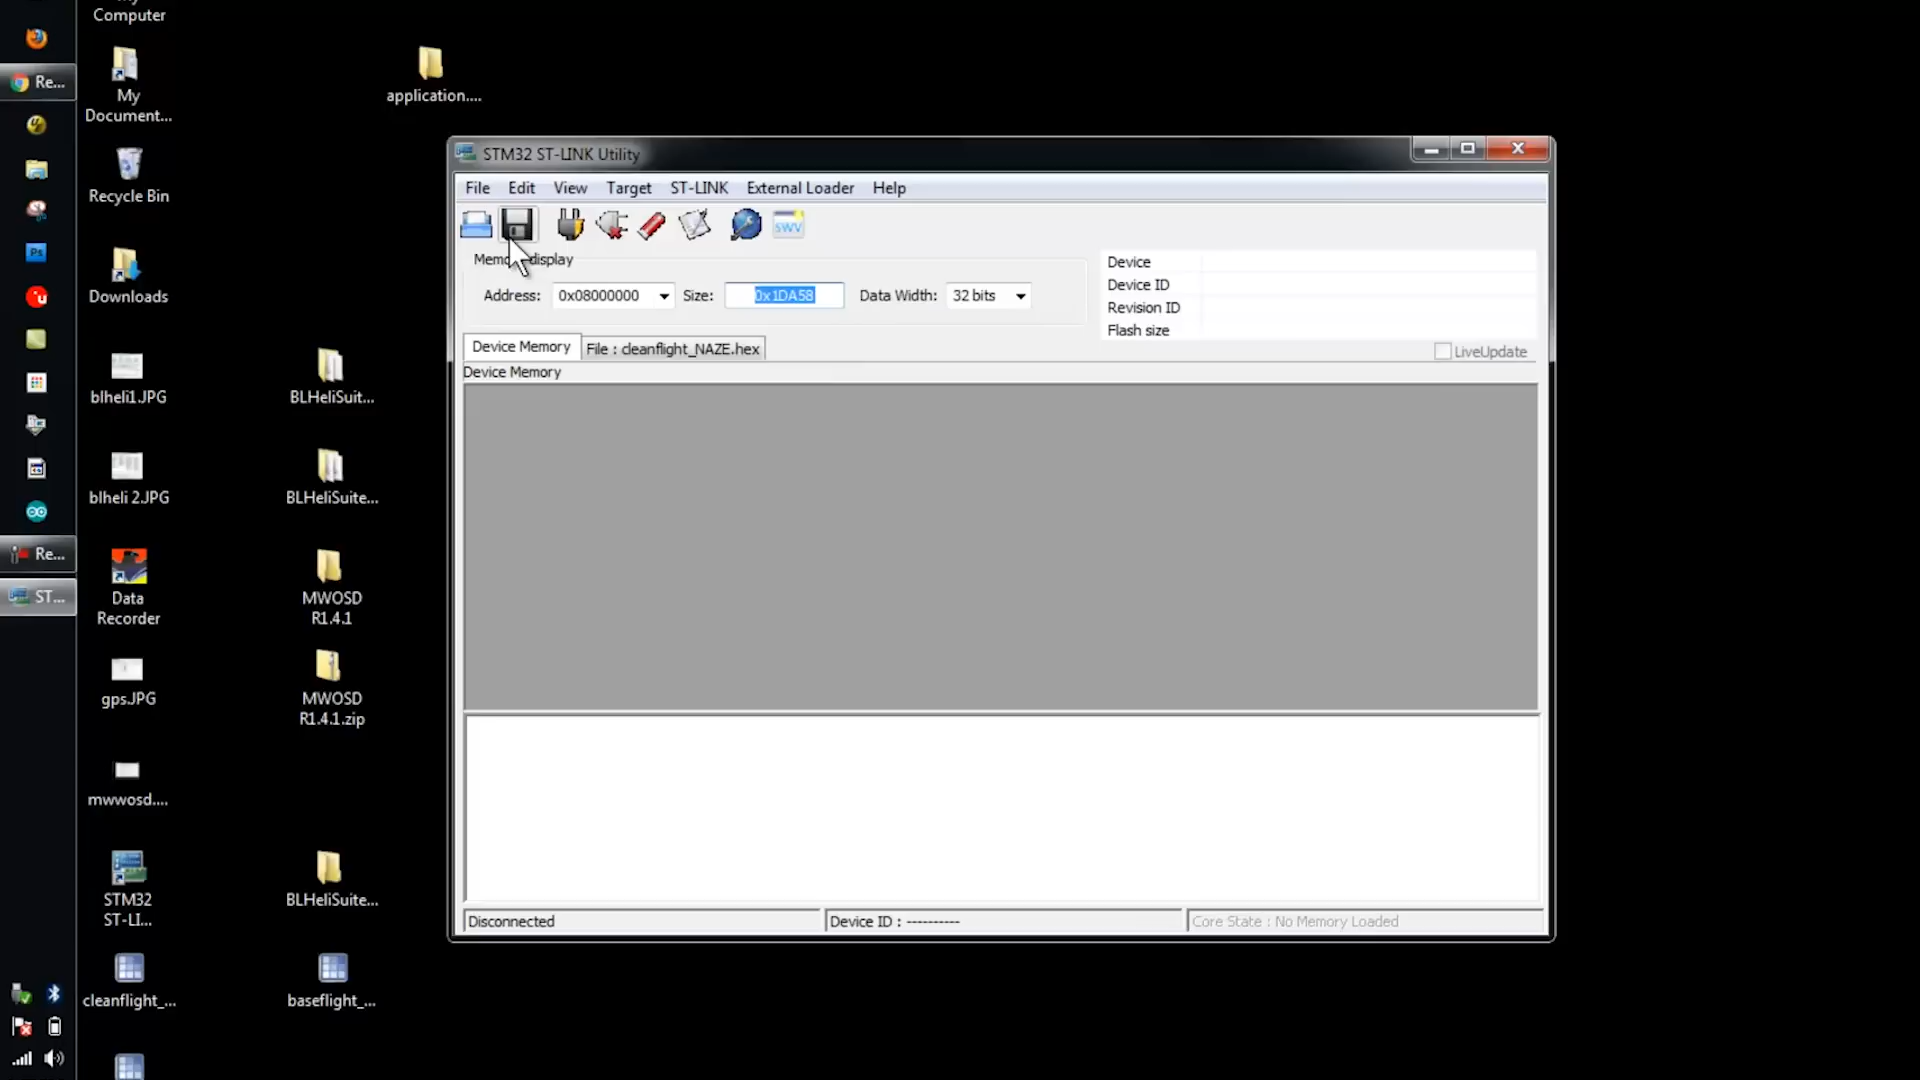 Computer
Re...
My
Document...
application....
Recycle Bin
Downloads
Ps
blheli1.JPG
BLHeliSuit...
blheli 2.JPG
BLHeliSuite...
Re...
ST...
Data
Recorder
MWOSD
R1.4.1
gps.JPG
MWOSD
R1.4.1.zip
mwwosd....
STM32
ST-LI...
BLHeliSuite...
cleanflight_...
baseflight_...
STM32 ST-LINK Utility
File Edit View Target ST-LINK External Loader Help
SWV
Memory display
Address: 0x08000000 Size: 0x1DA58 Data Width: 32 bits
Device
Device ID
Revision ID
Flash size
LiveUpdate
Device Memory File : cleanflight_NAZE.hex
Device Memory
Disconnected Device ID : ---------- Core State : No Memory Loaded